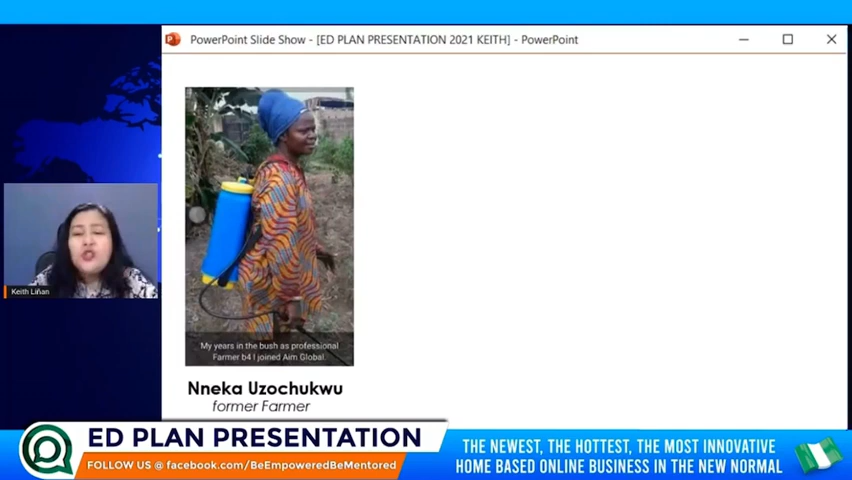 PowerPoint Slide Show - [ED PLAN PRESENTATION 2021 KEITH] - PowerPoint
My years in the bush as professional
Farmer b4 I joined Aim Global.
Keith Liñan
Nneka Uzochukwu
former Farmer
ED PLAN PRESENTATION
FOLLOW US @ facebook.com/BeEmpoweredBeMentored
THE NEWEST, THE HOTTEST, THE MOST INNOVATIVE
HOME BASED ONLINE BUSINESS IN THE NEW NORMAL